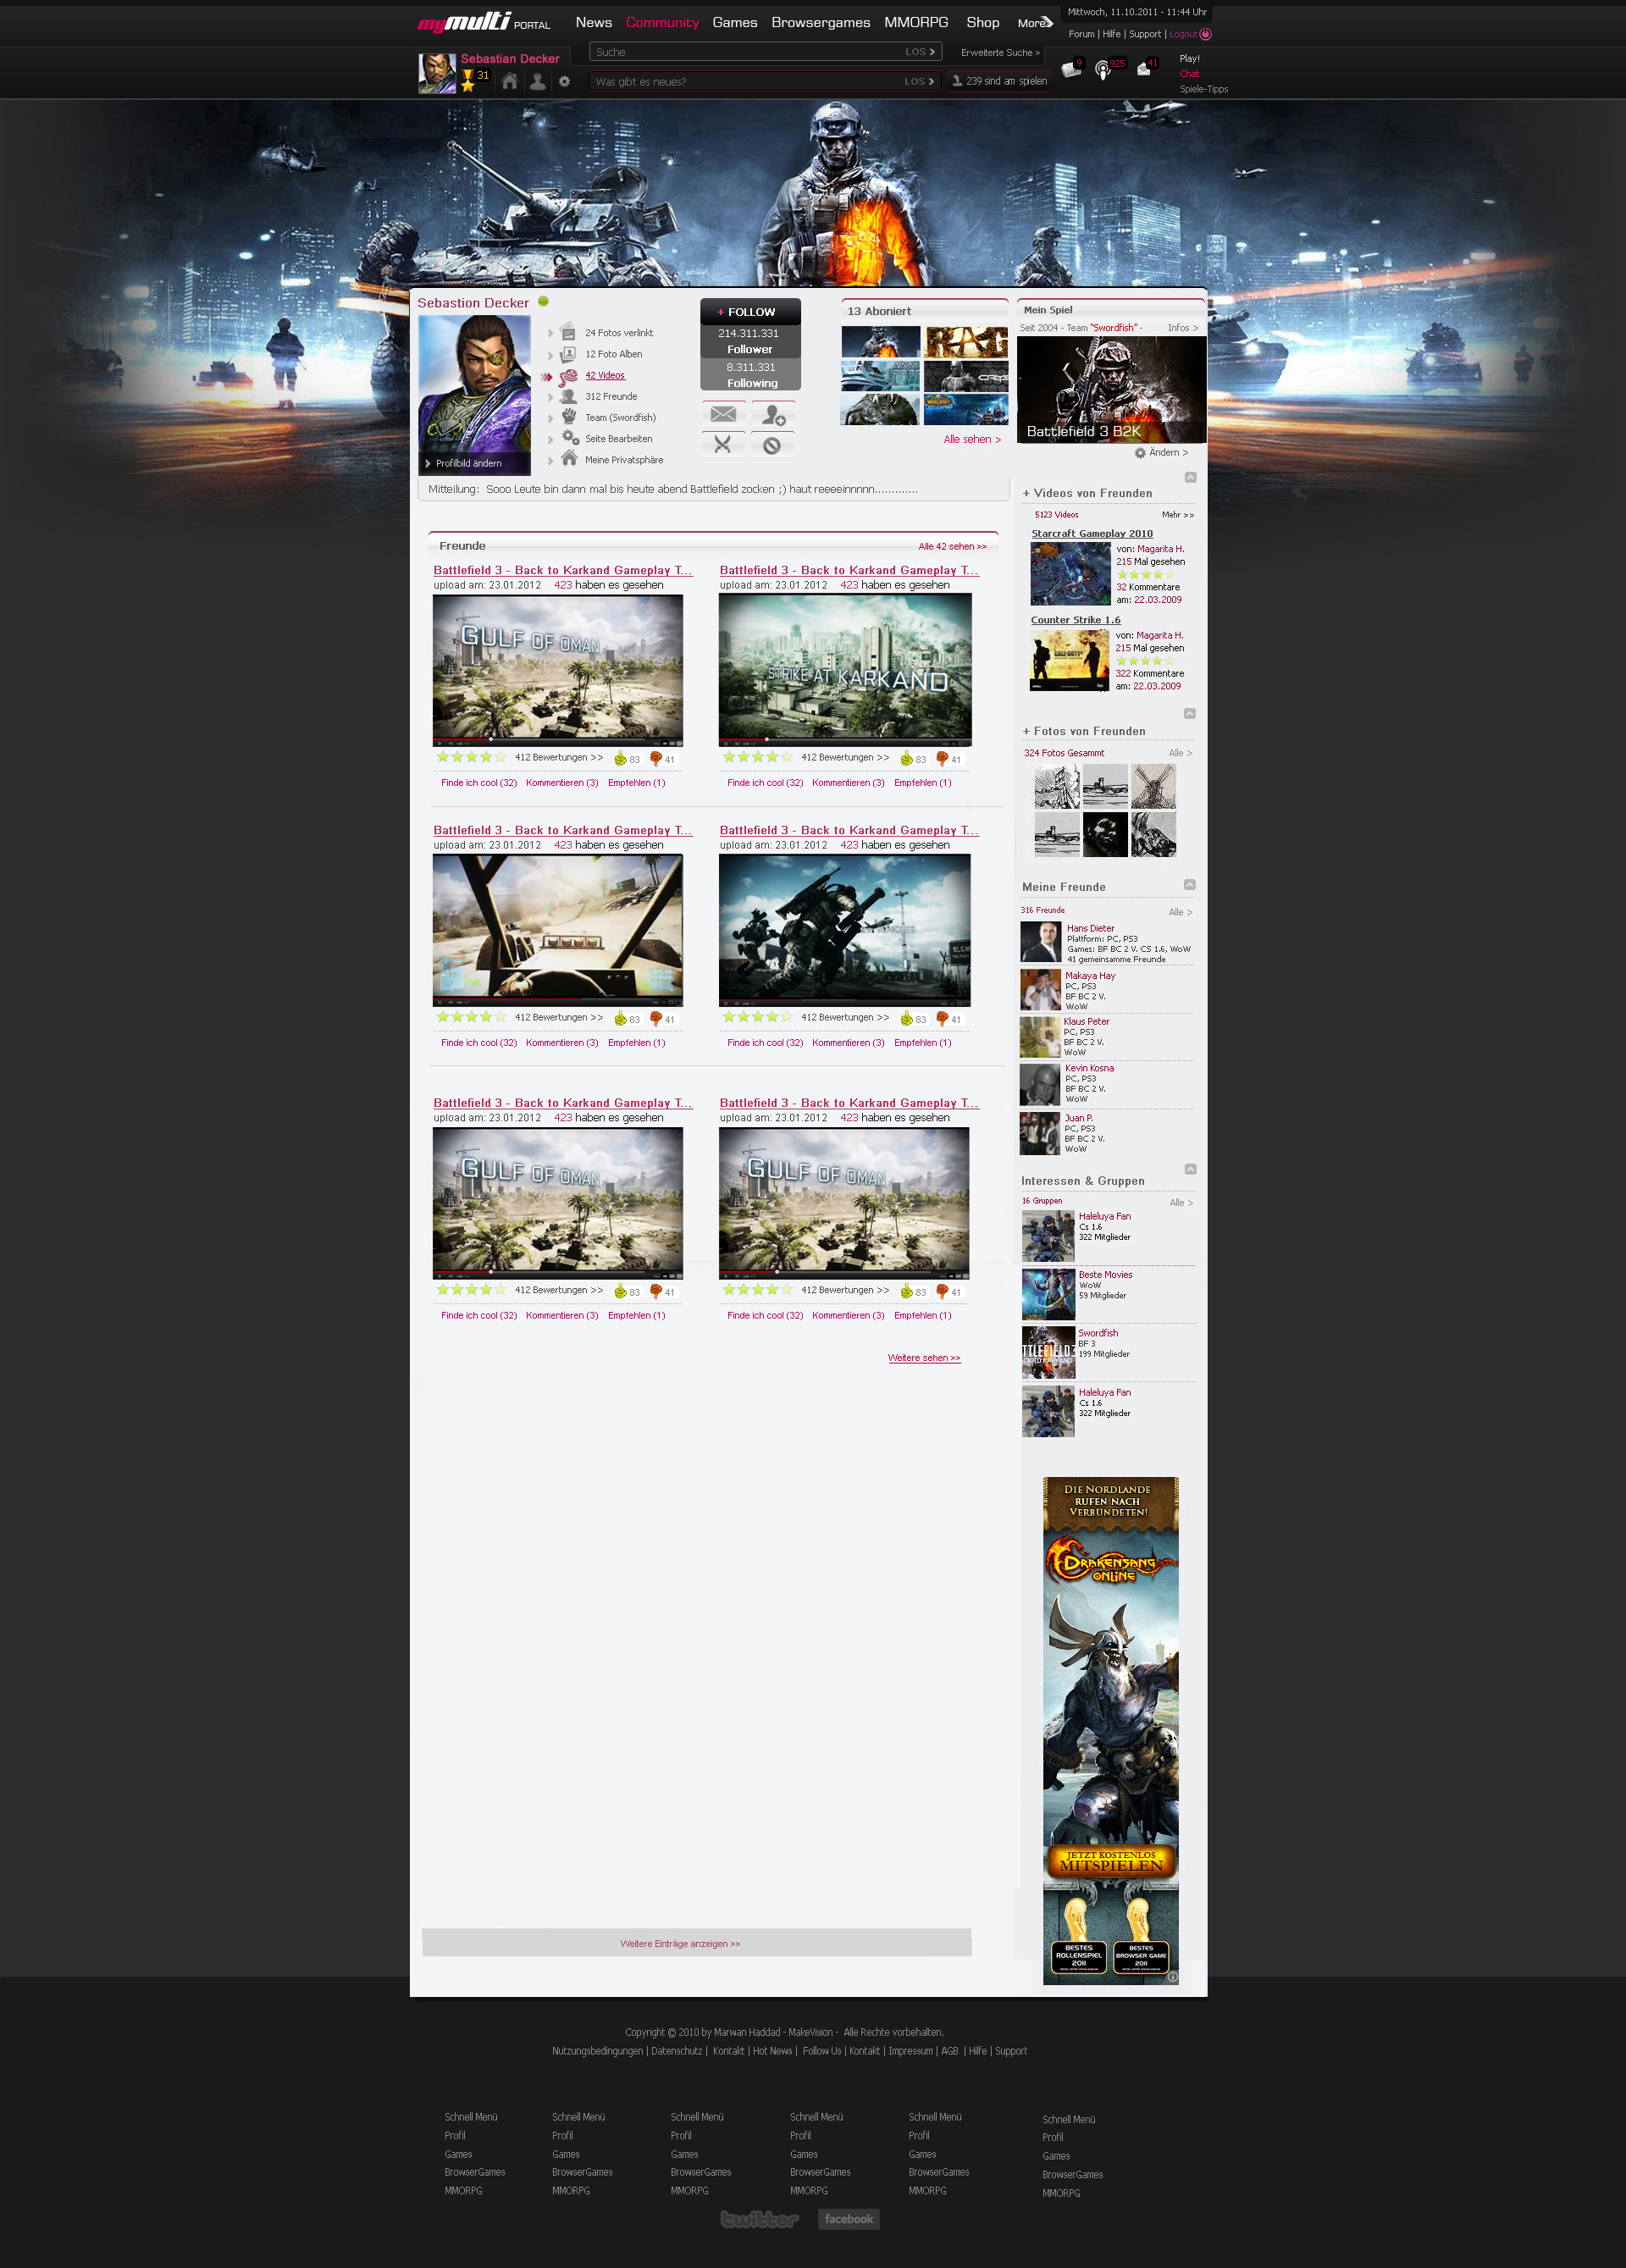 mymulti PORTAL
News Community Games Browsergames MMORPG Shop More
Mittwoch, 11.10.2011 - 11:44 Uhr
Forum | Hilfe | Support | Logout
Suche LOS
Erweiterte Suche >
Sebastian Decker
31
Was gibt es neues? LOS
239 sind am spielen
9
925
41
Play!
Chat
Spiele-Tipps
Sebastion Decker
Profilbild ändern
24 Fotos verlinkt
12 Foto Alben
42 Videos
312 Freunde
Team (Swordfish)
Seite Bearbeiten
Meine Privatsphäre
+ FOLLOW
214.311.331
Follower
8.311.331
Following
13 Aboniert
Alle sehen >
Mein Spiel
Seit 2004 - Team "Swordfish" - Infos >
Battlefield 3 B2K
Ändern >
Mitteilung: Sooo Leute bin dann mal bis heute abend Battlefield zocken ;) haut reeeeinnnnn.............
Freunde
Alle 42 sehen >>
Battlefield 3 - Back to Karkand Gameplay T...
upload am: 23.01.2012 423 haben es gesehen
GULF OF OMAN
412 Bewertungen >> 83 41
Finde ich cool (32) Kommentieren (3) Empfehlen (1)
Battlefield 3 - Back to Karkand Gameplay T...
upload am: 23.01.2012 423 haben es gesehen
STRIKE AT KARKAND
412 Bewertungen >> 83 41
Finde ich cool (32) Kommentieren (3) Empfehlen (1)
Battlefield 3 - Back to Karkand Gameplay T...
upload am: 23.01.2012 423 haben es gesehen
412 Bewertungen >> 83 41
Finde ich cool (32) Kommentieren (3) Empfehlen (1)
Battlefield 3 - Back to Karkand Gameplay T...
upload am: 23.01.2012 423 haben es gesehen
412 Bewertungen >> 83 41
Finde ich cool (32) Kommentieren (3) Empfehlen (1)
Battlefield 3 - Back to Karkand Gameplay T...
upload am: 23.01.2012 423 haben es gesehen
GULF OF OMAN
412 Bewertungen >> 83 41
Finde ich cool (32) Kommentieren (3) Empfehlen (1)
Battlefield 3 - Back to Karkand Gameplay T...
upload am: 23.01.2012 423 haben es gesehen
GULF OF OMAN
412 Bewertungen >> 83 41
Finde ich cool (32) Kommentieren (3) Empfehlen (1)
Weitere sehen >>
Weitere Einträge anzeigen >>
+ Videos von Freunden
5123 Videos Mehr >>
Starcraft Gameplay 2010
von: Magarita H.
215 Mal gesehen
32 Kommentare
am: 22.03.2009
Counter Strike 1.6
von: Magarita H.
215 Mal gesehen
322 Kommentare
am: 22.03.2009
+ Fotos von Freunden
324 Fotos Gesammt Alle >
Meine Freunde
316 Freunde Alle >
Hans Dieter
Plattform: PC, PS3
Games: BF BC 2 V. CS 1.6, WoW
41 gemeinsamme Freunde
Makaya Hay
PC, PS3
BF BC 2 V.
WoW
Klaus Peter
PC, PS3
BF BC 2 V.
WoW
Kevin Kosna
PC, PS3
BF BC 2 V.
WoW
Juan P.
PC, PS3
BF BC 2 V.
WoW
Interessen & Gruppen
16 Gruppen Alle >
Haleluya Fan
Cs 1.6
322 Mitglieder
Beste Movies
WoW
59 Mitglieder
Swordfish
BF 3
199 Mitglieder
Haleluya Fan
Cs 1.6
322 Mitglieder
DIE NORDLANDE
RUFEN NACH
VERBÜNDETEN!
DRAKENSANG
ONLINE
JETZT KOSTENLOS
MITSPIELEN
BESTES
ROLLENSPIEL
2011
BESTES
BROWSER GAME
2011
Copyright © 2010 by Marwan Haddad - MakeVision - Alle Rechte vorbehalten.
Nutzungsbedingungen | Datenschutz | Kontakt | Hot News | Follow Us | Kontakt | Impressum | AGB | Hilfe | Support
Schnell Menü Schnell Menü Schnell Menü Schnell Menü Schnell Menü Schnell Menü
Profil Profil Profil Profil Profil Profil
Games Games Games Games Games Games
BrowserGames BrowserGames BrowserGames BrowserGames BrowserGames BrowserGames
MMORPG MMORPG MMORPG MMORPG MMORPG MMORPG
twitter facebook